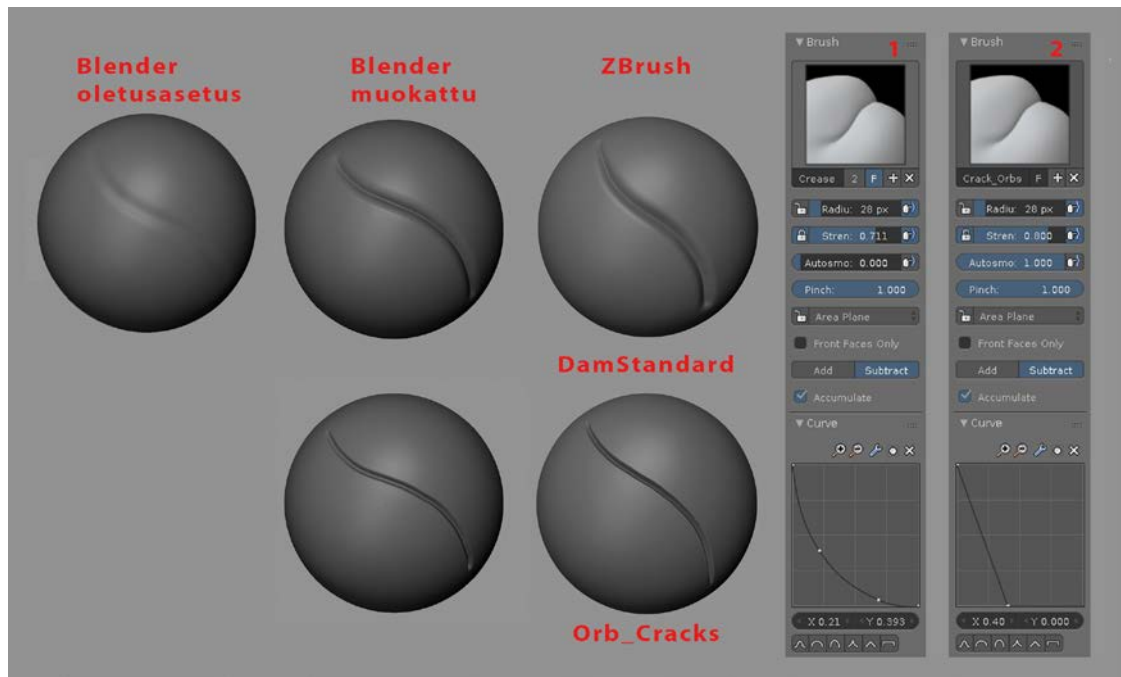 Blender
oletusasetus
Blender
muokattu
ZBrush
DamStandard
Orb_Cracks
Brush 1
Crease 2 F
Radiu: 28 px
Stren: 0.711
Autosmo: 0.000
Pinch: 1.000
Area Plane
Front Faces Only
Add Subtract
Accumulate
Curve
X 0.21 Y 0.393
Brush 2
Crack_Orbs F
Radiu: 28 px
Stren: 0.800
Autosmo: 1.000
Pinch: 1.000
Area Plane
Front Faces Only
Add Subtract
Accumulate
Curve
X 0.40 Y 0.000